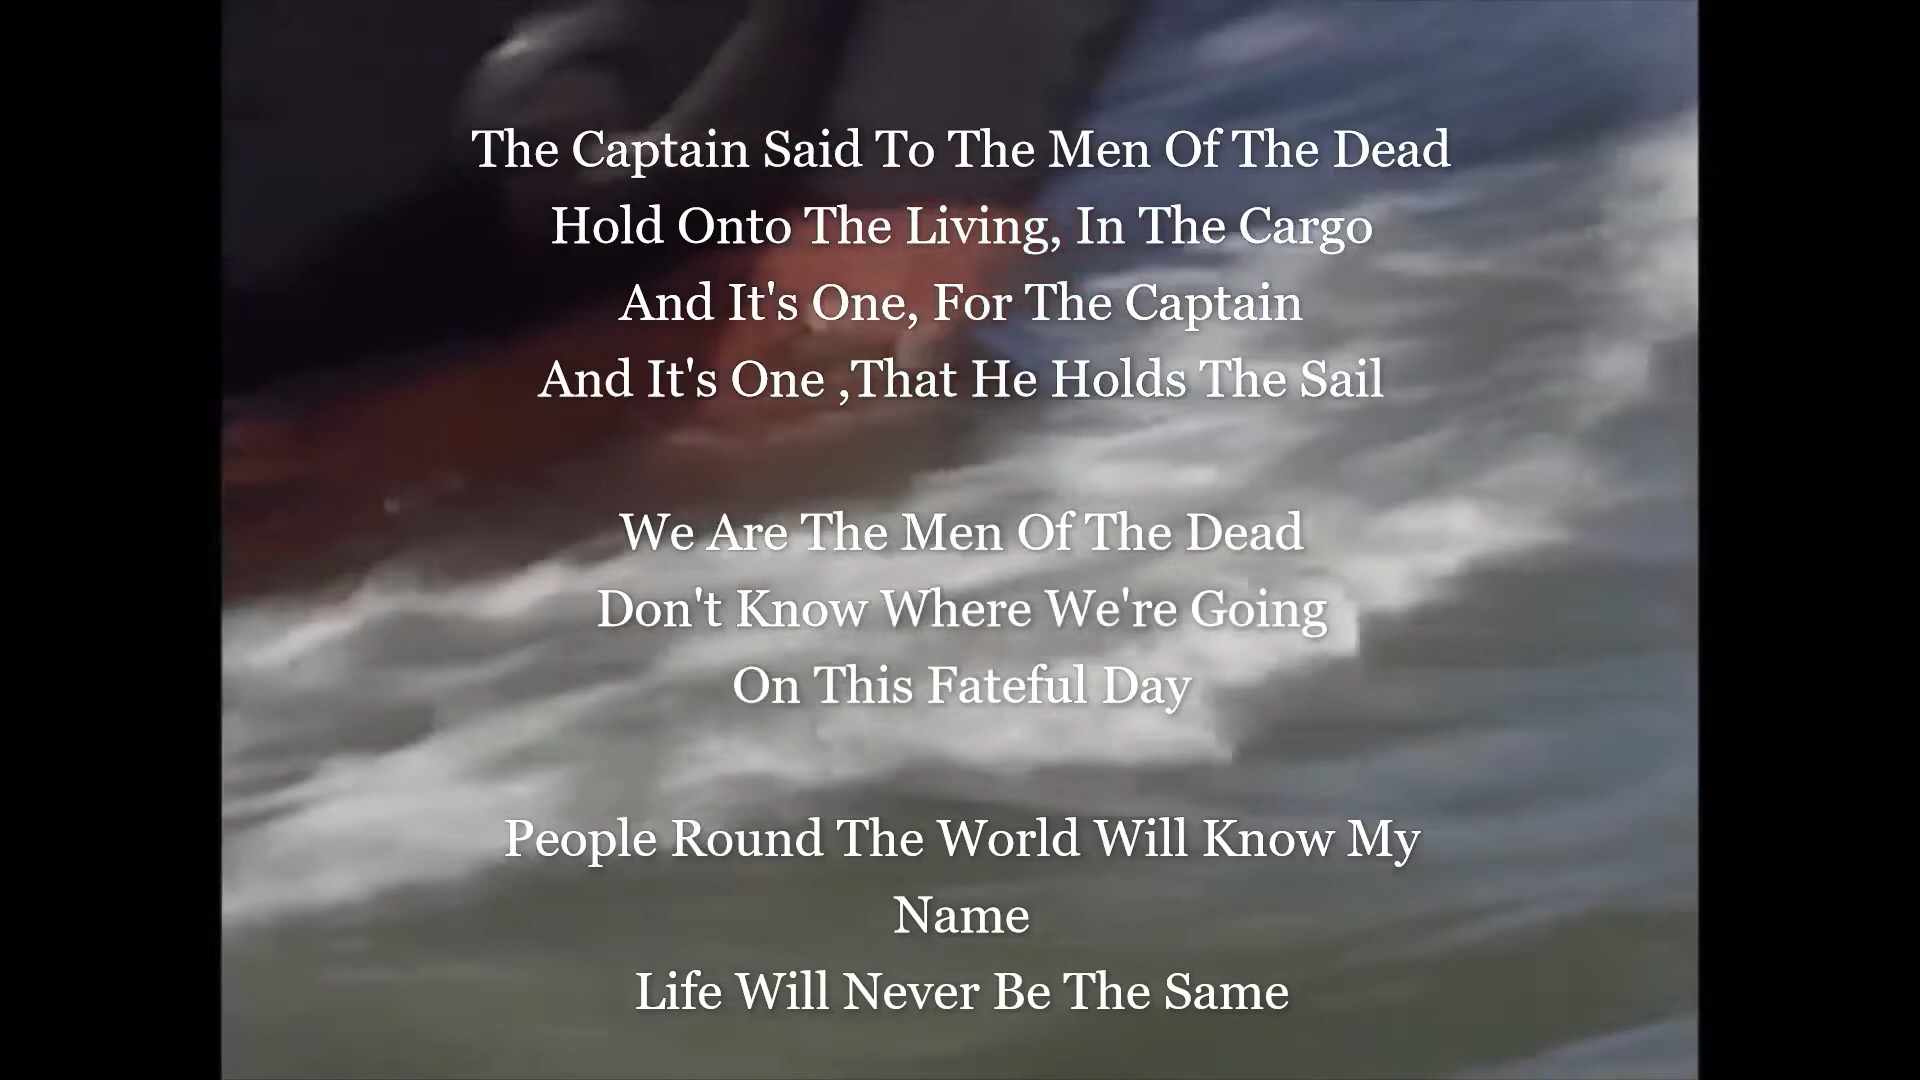 The Captain Said To The Men Of The Dead
Hold Onto The Living, In The Cargo
And It's One, For The Captain
And It's One ,That He Holds The Sail
We Are The Men Of The Dead
Don't Know Where We're Going
On This Fateful Day
People Round The World Will Know My
Name
Life Will Never Be The Same